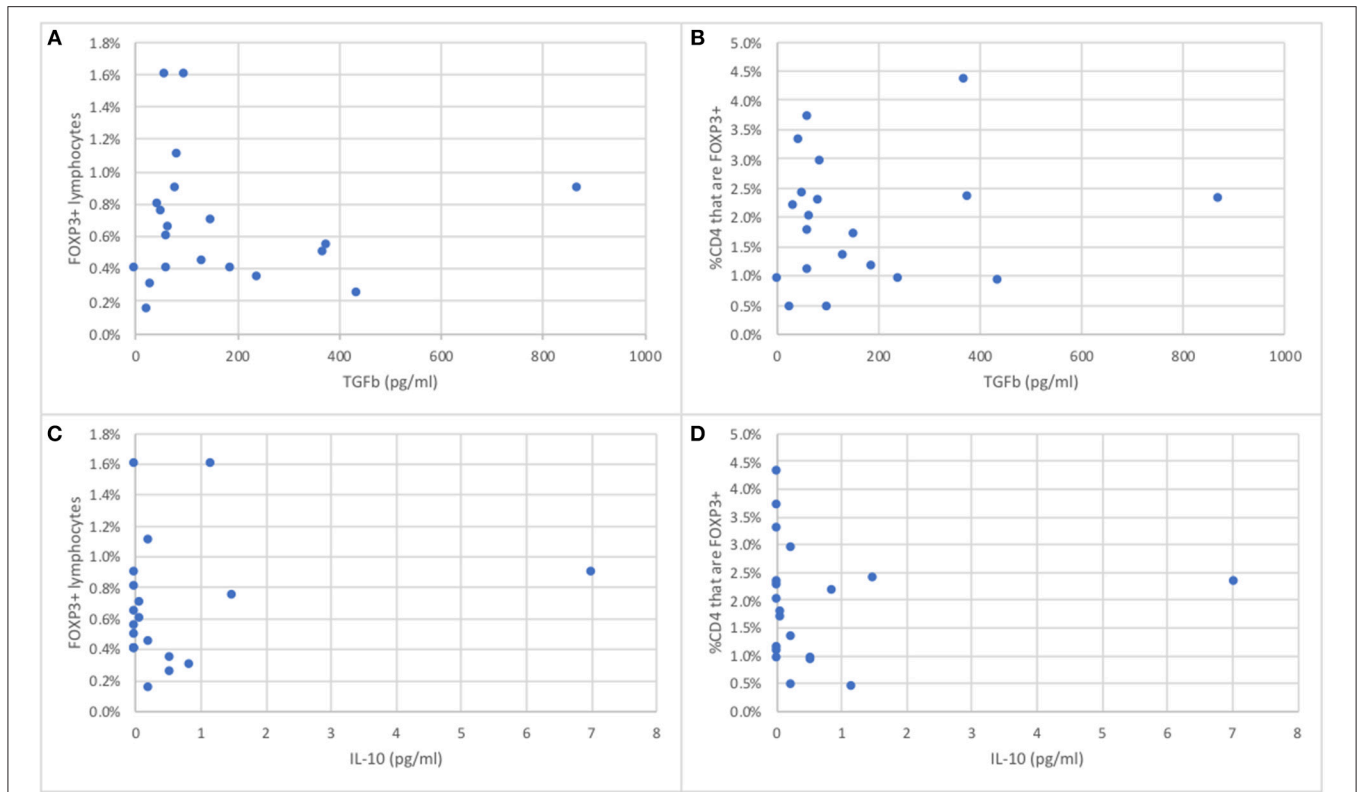 A
FOXP3+ lymphocytes
1.8%
1.6%
1.4%
1.2%
1.0%
0.8%
0.6%
0.4%
0.2%
0.0%
0 200 400 600 800 1000
TGFb (pg/ml)
B
%CD4 that are FOXP3+
5.0%
4.5%
4.0%
3.5%
3.0%
2.5%
2.0%
1.5%
1.0%
0.5%
0.0%
0 200 400 600 800 1000
TGFb (pg/ml)
C
FOXP3+ lymphocytes
1.8%
1.6%
1.4%
1.2%
1.0%
0.8%
0.6%
0.4%
0.2%
0.0%
0 1 2 3 4 5 6 7 8
IL-10 (pg/ml)
D
%CD4 that are FOXP3+
5.0%
4.5%
4.0%
3.5%
3.0%
2.5%
2.0%
1.5%
1.0%
0.5%
0.0%
0 1 2 3 4 5 6 7 8
IL-10 (pg/ml)